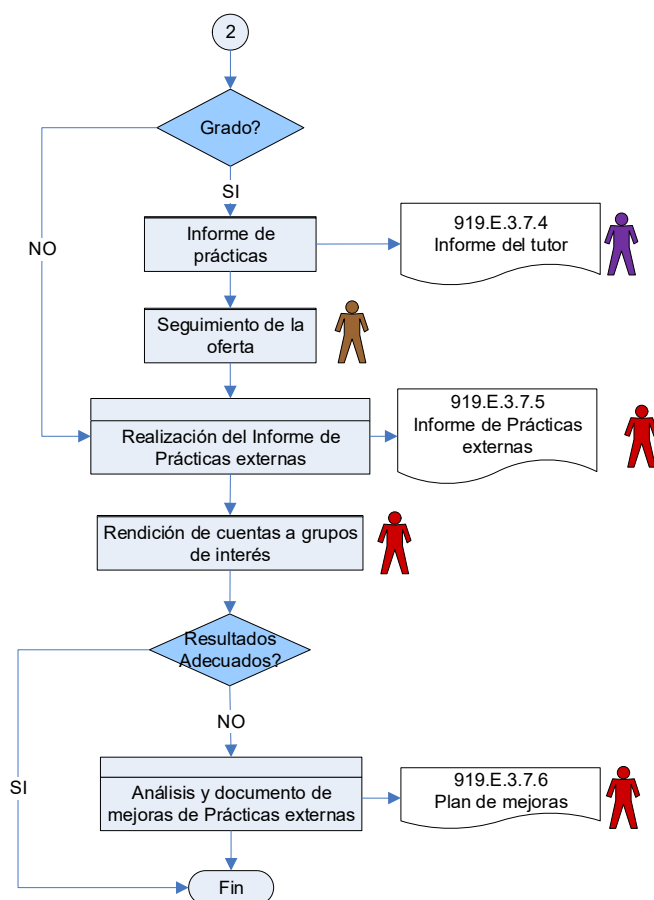 2
Grado?
SI
NO
Informe de
prácticas
919.E.3.7.4
Informe del tutor
Seguimiento de la
oferta
Realización del Informe de
Prácticas externas
919.E.3.7.5
Informe de Prácticas
externas
Rendición de cuentas a grupos
de interés
Resultados
Adecuados?
NO
SI
Análisis y documento de
mejoras de Prácticas externas
919.E.3.7.6
Plan de mejoras
Fin